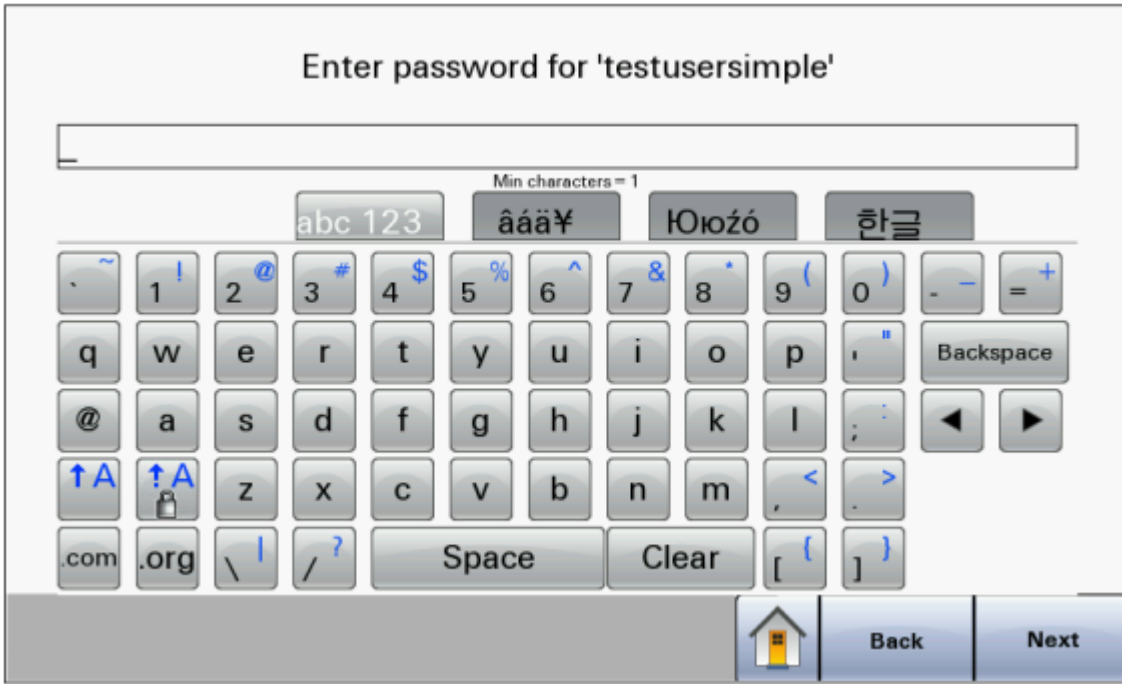 Enter password for 'testusersimple'
_
Min characters = 1
abc 123 âáä¥ Ююźó 한글
` ~ 1 ! 2 @ 3 # 4 $ 5 % 6 ^ 7 & 8 * 9 ( 0 ) - _ = +
q w e r t y u i o p ' " Backspace
@ a s d f g h j k l ; : ◀ ▶
↑A ↑A z x c v b n m , < . >
.com .org \ | / ? Space Clear [ { ] }
Back Next